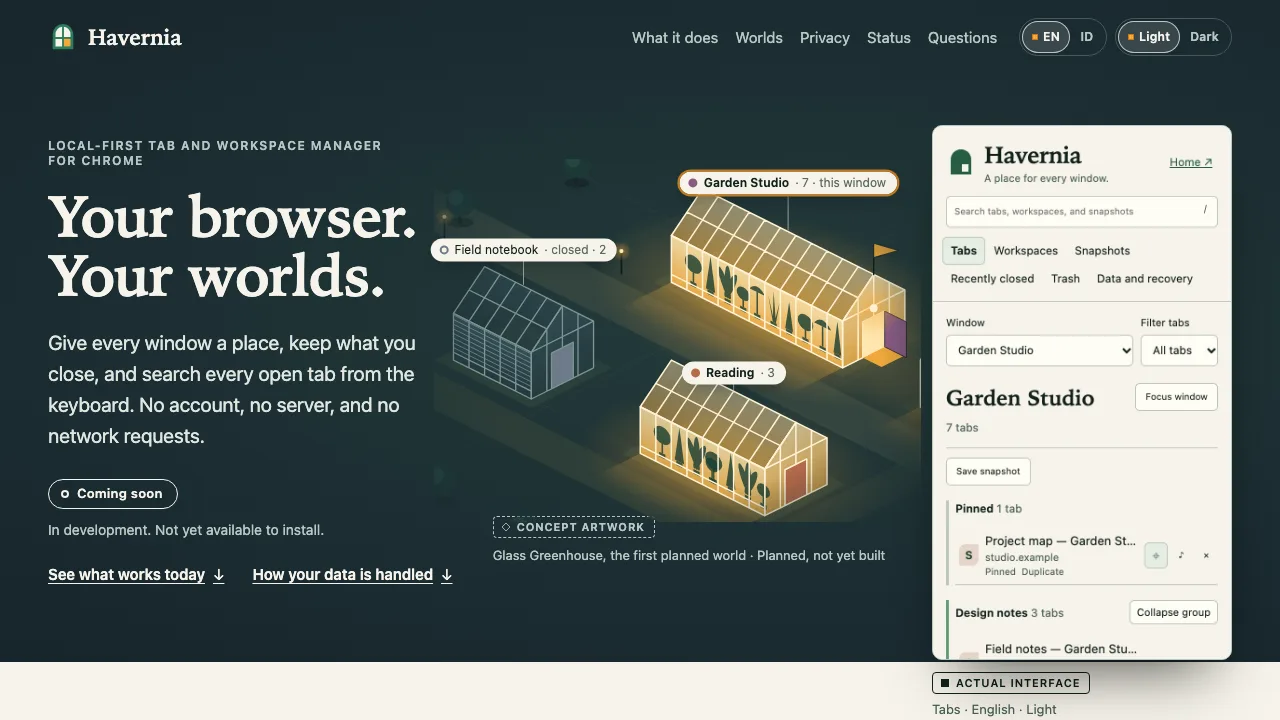 Havernia
What it does Worlds Privacy Status Questions EN ID Light Dark
LOCAL-FIRST TAB AND WORKSPACE MANAGER
FOR CHROME
Your browser.
Your worlds.
Give every window a place, keep what you
close, and search every open tab from the
keyboard. No account, no server, and no
network requests.
Coming soon
In development. Not yet available to install.
See what works today ↓ How your data is handled ↓
Garden Studio · 7 · this window
Field notebook · closed · 2
Reading · 3
◇ CONCEPT ARTWORK
Glass Greenhouse, the first planned world · Planned, not yet built
Havernia
A place for every window.
Home ↗
Search tabs, workspaces, and snapshots /
Tabs Workspaces Snapshots
Recently closed Trash Data and recovery
Window Filter tabs
Garden Studio All tabs
Garden Studio Focus window
7 tabs
Save snapshot
Pinned 1 tab
S Project map — Garden St...
studio.example
Pinned Duplicate
Design notes 3 tabs Collapse group
Field notes — Garden Stu...
ACTUAL INTERFACE
Tabs · English · Light